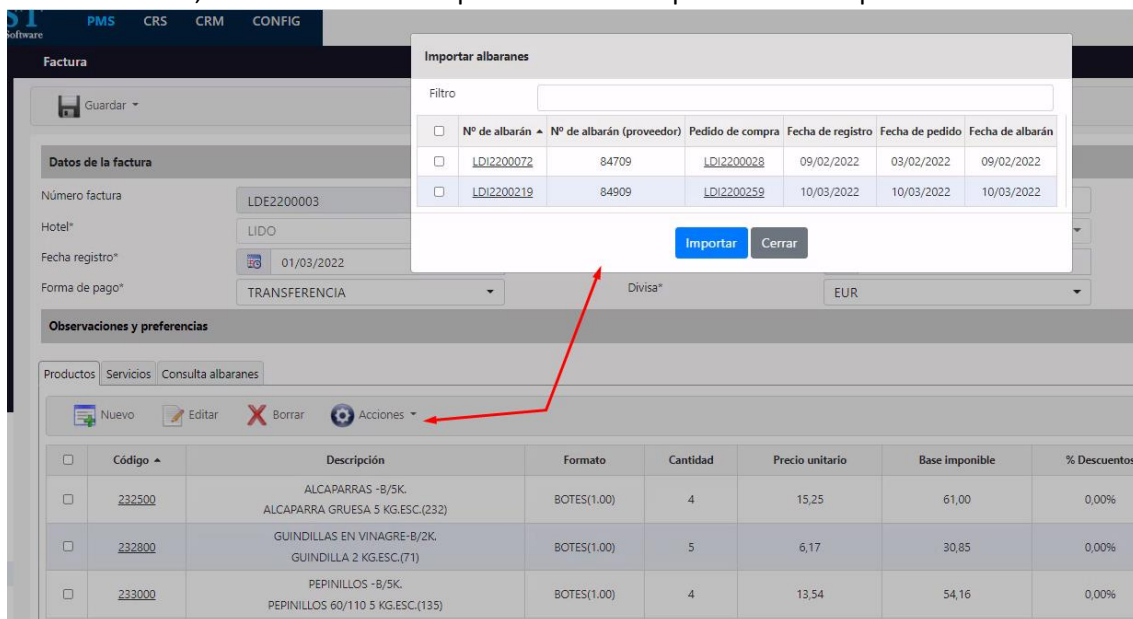 PMS CRS CRM CONFIG
Software
Factura
Importar albaranes
Guardar
Filtro
Nº de albarán Nº de albarán (proveedor) Pedido de compra Fecha de registro Fecha de pedido Fecha de albarán
LDI2200072 84709 LDI2200028 09/02/2022 03/02/2022 09/02/2022
LDI2200219 84909 LDI2200259 10/03/2022 10/03/2022 10/03/2022
Importar Cerrar
Datos de la factura
Número factura LDE2200003
Hotel* LIDO
Fecha registro* 01/03/2022
Forma de pago* TRANSFERENCIA Divisa* EUR
Observaciones y preferencias
Productos Servicios Consulta albaranes
Nuevo Editar Borrar Acciones
Código Descripción Formato Cantidad Precio unitario Base imponible % Descuentos
232500 ALCAPARRAS -B/5K. BOTES(1.00) 4 15,25 61,00 0,00%
ALCAPARRA GRUESA 5 KG.ESC.(232)
232800 GUINDILLAS EN VINAGRE-B/2K. BOTES(1.00) 5 6,17 30,85 0,00%
GUINDILLA 2 KG.ESC.(71)
233000 PEPINILLOS -B/5K. BOTES(1.00) 4 13,54 54,16 0,00%
PEPINILLOS 60/110 5 KG.ESC.(135)